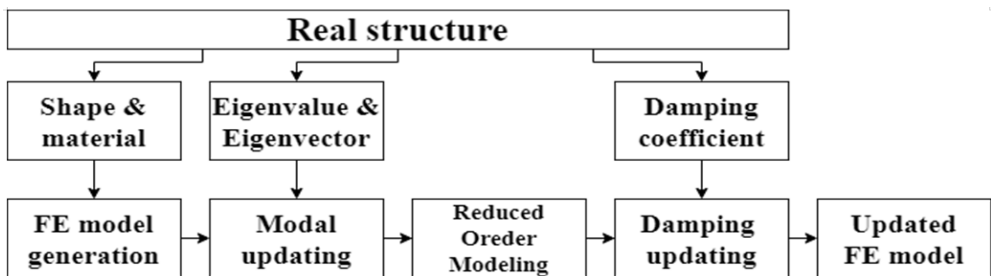 Real structure
Shape &
material
Eigenvalue &
Eigenvector
Damping
coefficient
FE model
generation
Modal
updating
Reduced
Oreder
Modeling
Damping
updating
Updated
FE model